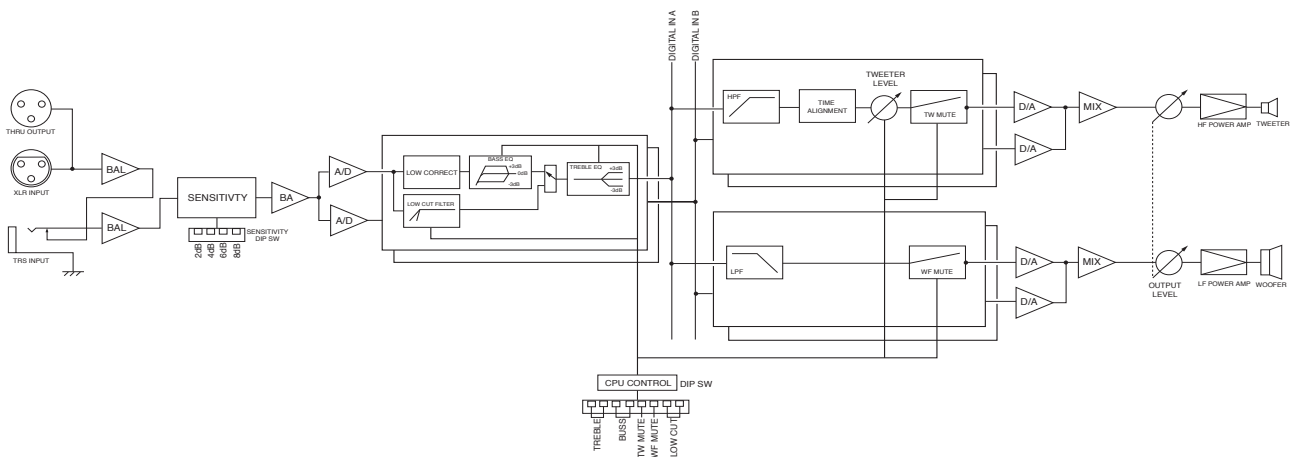 THRU OUTPUT
XLR INPUT
TRS INPUT
BAL
BAL
SENSITIVTY
SENSITIVITY
DIP SW
2dB
4dB
6dB
8dB
BA
A/D
A/D
LOW CORRECT
BASS EQ
+3dB
0dB
-3dB
LOW CUT FILTER
TREBLE EQ
+3dB
-3dB
DIGITAL IN A
DIGITAL IN B
HPF
TIME
ALIGNMENT
TWEETER
LEVEL
TW MUTE
D/A
D/A
MIX
HF POWER AMP
TWEETER
LPF
WF MUTE
D/A
D/A
MIX
OUTPUT
LEVEL
LF POWER AMP
WOOFER
CPU CONTROL
DIP SW
TREBLE
BUSS
TW MUTE
WF MUTE
LOW CUT